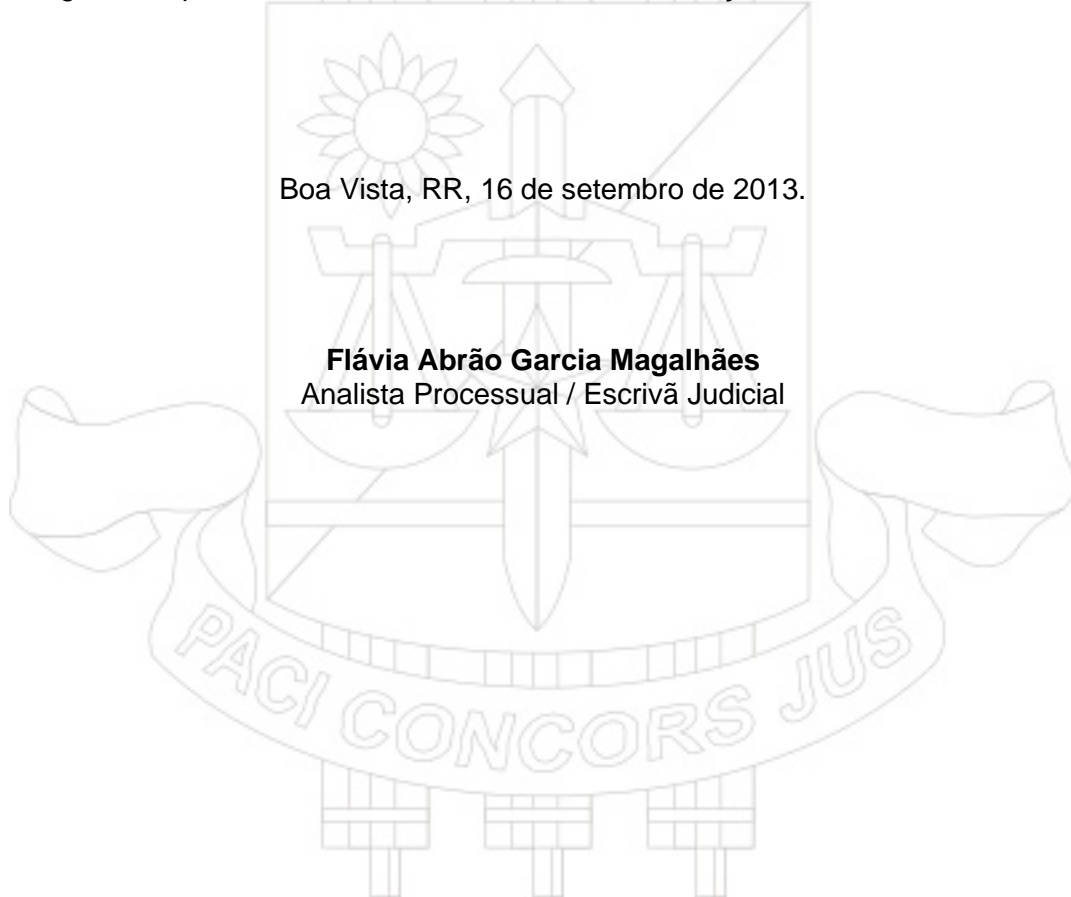 Boa Vista, RR, 16 de setembro de 2013.
Flávia Abrão Garcia Magalhães
Analista Processual / Escrivã Judicial
PACI CONCORS JUS